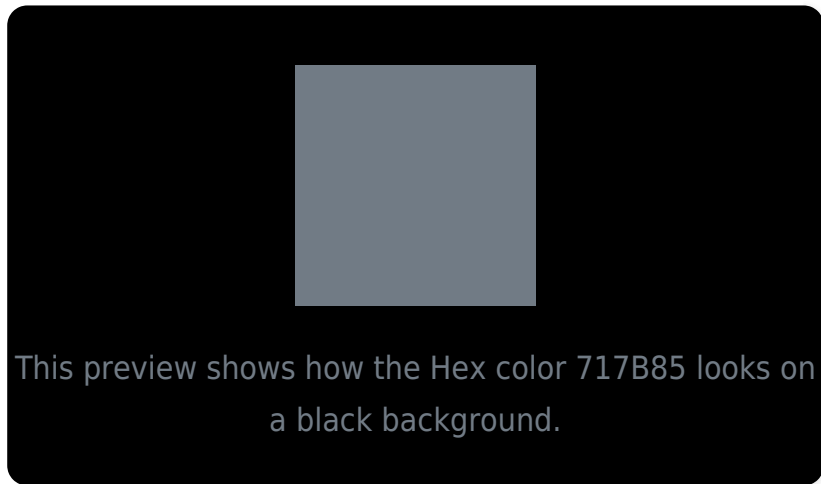 This preview shows how the Hex color 717B85 looks on
a black background.